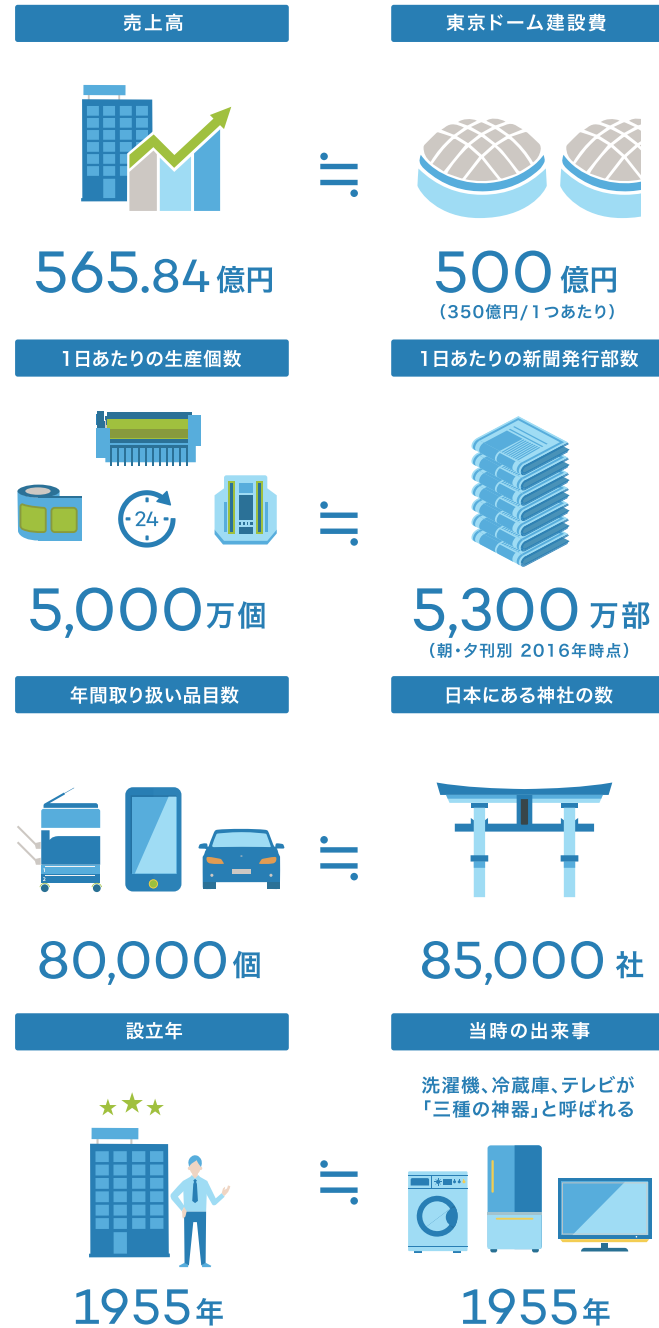 売上高
東京ドーム建設費
≒
565.84億円
500億円
（350億円/1つあたり）
1日あたりの生産個数
1日あたりの新聞発行部数
24
≒
5,000万個
5,300万部
（朝・夕刊別 2016年時点）
年間取り扱い品目数
日本にある神社の数
≒
80,000個
85,000社
設立年
当時の出来事
洗濯機、冷蔵庫、テレビが
「三種の神器」と呼ばれる
≒
1955年
1955年